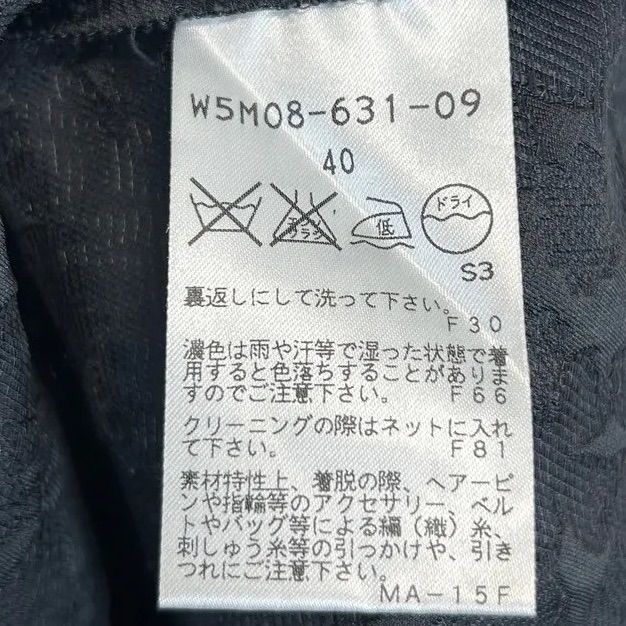 W5M08-631-09
40
エンソ
サラシ
低
ドライ
S3
裏返しにして洗って下さい。
F30
濃色は雨や汗等で湿った状態で着
用すると色落ちすることがありま
すのでご注意下さい。 F66
クリーニングの際はネットに入れ
て下さい。 F81
素材特性上、着脱の際、ヘアーピ
ンや指輪等のアクセサリー、ベル
トやバッグ等による編（織）糸、
刺しゅう糸等の引っかけや、引き
つれにご注意下さい。
MA-15F